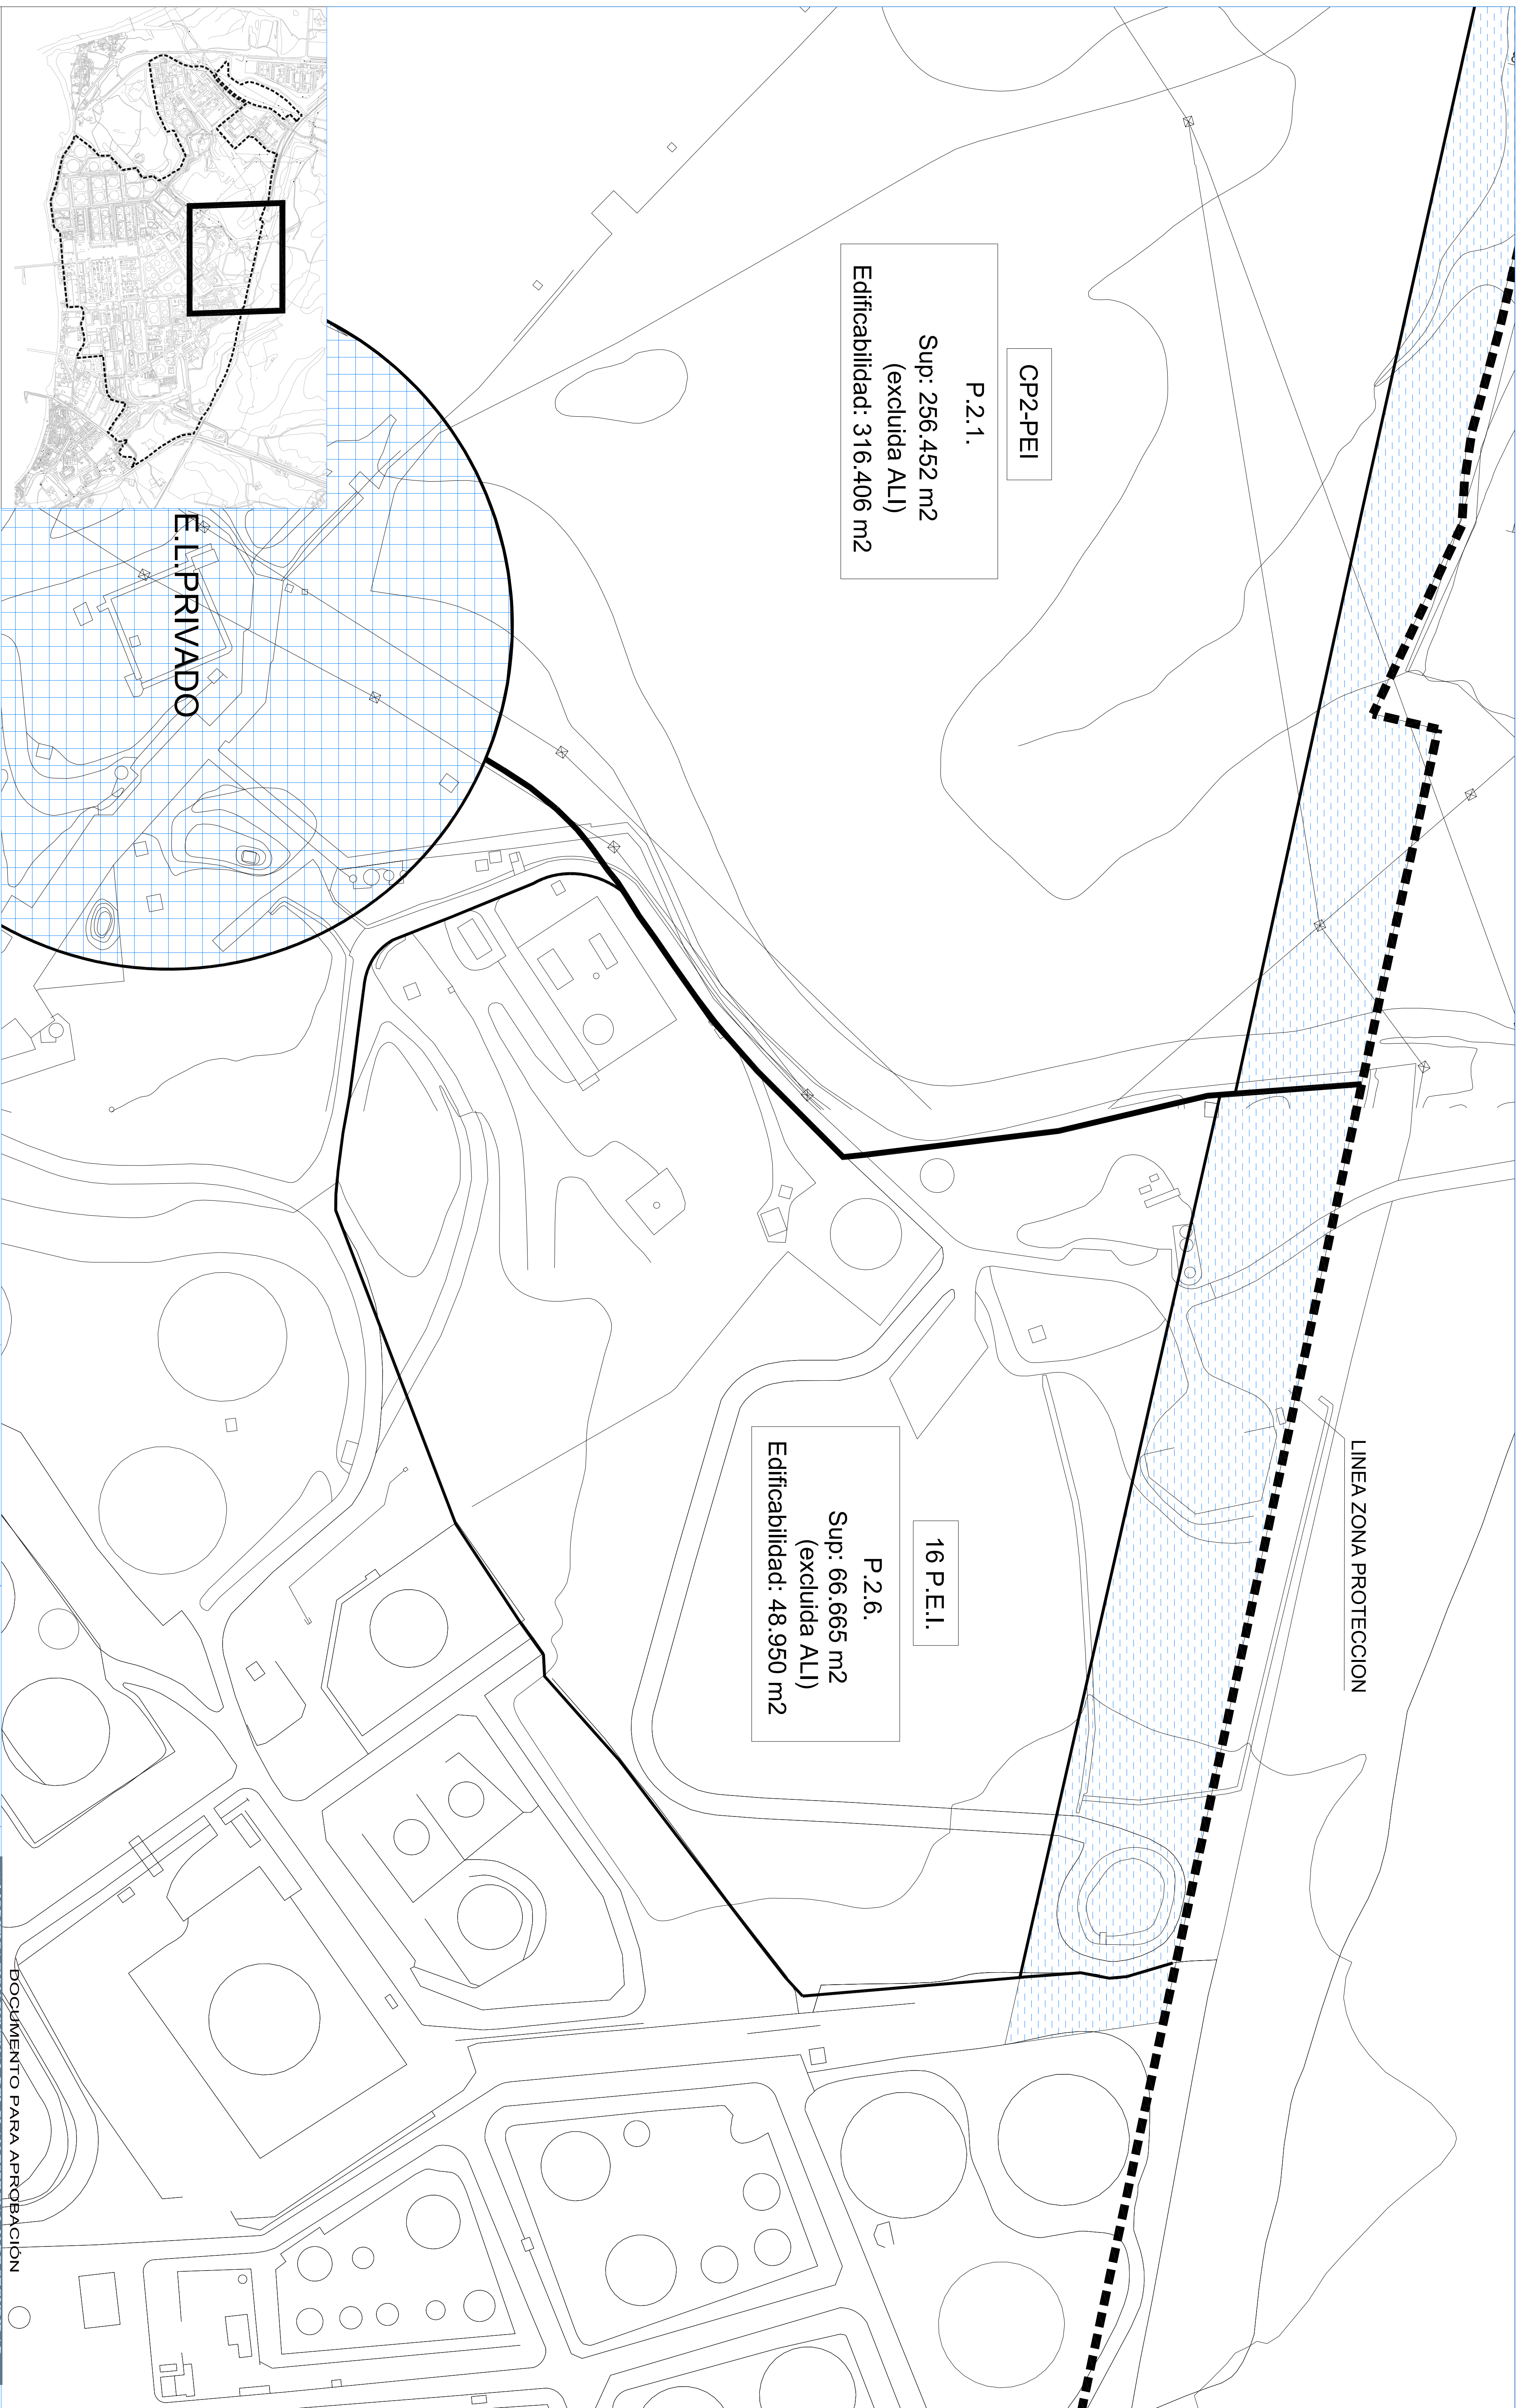 LINEA ZONA PROTECCION
CP2-PEI
P.2.1.
Sup: 256.452 m2
(excluida ALI)
Edificabilidad: 316.406 m2
16 P.E.I.
P.2.6.
Sup: 66.665 m2
(excluida ALI)
Edificabilidad: 48.950 m2
E.L.PRIVADO
DOCUMENTO PARA APROBACIÓN